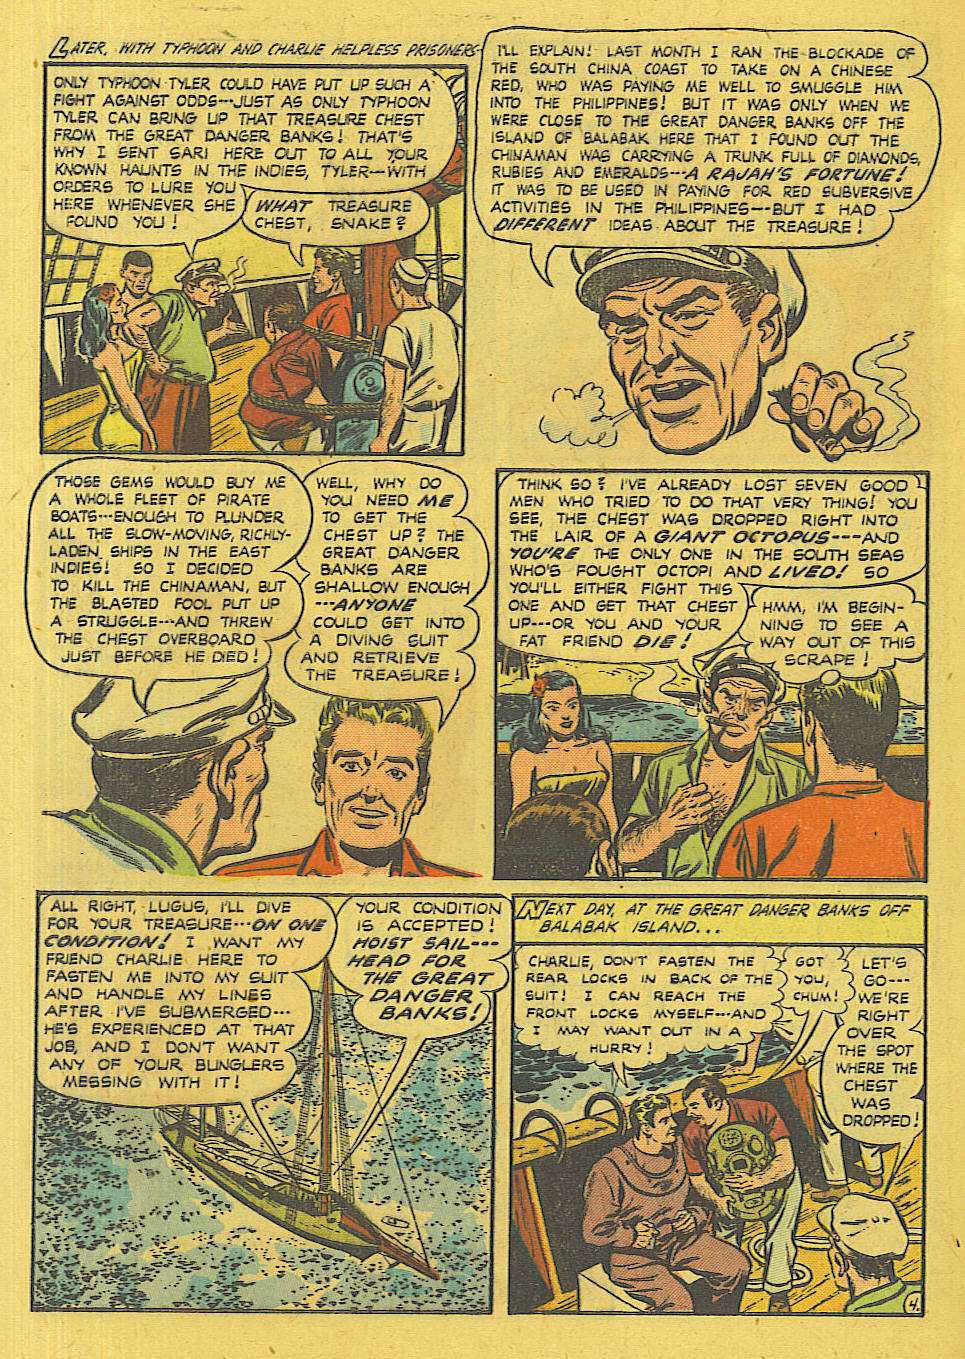 LATER, WITH TYPHOON AND CHARLIE HELPLESS PRISONERS-
ONLY TYPHOON TYLER COULD HAVE PUT UP SUCH A
FIGHT AGAINST ODDS---JUST AS ONLY TYPHOON
TYLER CAN BRING UP THAT TREASURE CHEST
FROM THE GREAT DANGER BANKS! THAT'S
WHY I SENT SARI HERE OUT TO ALL YOUR
KNOWN HAUNTS IN THE INDIES, TYLER--WITH
ORDERS TO LURE YOU
HERE WHENEVER SHE
FOUND YOU!
WHAT TREASURE
CHEST, SNAKE?
I'LL EXPLAIN! LAST MONTH I RAN THE BLOCKADE OF
THE SOUTH CHINA COAST TO TAKE ON A CHINESE
RED, WHO WAS PAYING ME WELL TO SMUGGLE HIM
INTO THE PHILIPPINES! BUT IT WAS ONLY WHEN WE
WERE CLOSE TO THE GREAT DANGER BANKS OFF THE
ISLAND OF BALABAK HERE THAT I FOUND OUT THE
CHINAMAN WAS CARRYING A TRUNK FULL OF DIAMONDS,
RUBIES AND EMERALDS---A RAJAH'S FORTUNE!
IT WAS TO BE USED IN PAYING FOR RED SUBVERSIVE
ACTIVITIES IN THE PHILIPPINES---BUT I HAD
DIFFERENT IDEAS ABOUT THE TREASURE!
THOSE GEMS WOULD BUY ME
A WHOLE FLEET OF PIRATE
BOATS---ENOUGH TO PLUNDER
ALL THE SLOW-MOVING, RICHLY-
LADEN SHIPS IN THE EAST
INDIES! SO I DECIDED
TO KILL THE CHINAMAN, BUT
THE BLASTED FOOL PUT UP
A STRUGGLE---AND THREW
THE CHEST OVERBOARD
JUST BEFORE HE DIED!
WELL, WHY DO
YOU NEED ME
TO GET THE
CHEST UP? THE
GREAT DANGER
BANKS ARE
SHALLOW ENOUGH
---ANYONE
COULD GET INTO
A DIVING SUIT
AND RETRIEVE
THE TREASURE!
THINK SO? I'VE ALREADY LOST SEVEN GOOD
MEN WHO TRIED TO DO THAT VERY THING! YOU
SEE, THE CHEST WAS DROPPED RIGHT INTO
THE LAIR OF A GIANT OCTOPUS---AND
YOU'RE THE ONLY ONE IN THE SOUTH SEAS
WHO'S FOUGHT OCTOPI AND LIVED! SO
YOU'LL EITHER FIGHT THIS
ONE AND GET THAT CHEST
UP---OR YOU AND YOUR
FAT FRIEND DIE!
HMM, I'M BEGIN-
NING TO SEE A
WAY OUT OF THIS
SCRAPE!
ALL RIGHT, LUGUS, I'LL DIVE
FOR YOUR TREASURE---ON ONE
CONDITION! I WANT MY
FRIEND CHARLIE HERE TO
FASTEN ME INTO MY SUIT
AND HANDLE MY LINES
AFTER I'VE SUBMERGED---
HE'S EXPERIENCED AT THAT
JOB, AND I DON'T WANT
ANY OF YOUR BUNGLERS
MESSING WITH IT!
YOUR CONDITION
IS ACCEPTED!
HOIST SAIL---
HEAD FOR
THE GREAT
DANGER
BANKS!
NEXT DAY, AT THE GREAT DANGER BANKS OFF
BALABAK ISLAND...
CHARLIE, DON'T FASTEN THE
REAR LOCKS IN BACK OF THE
SUIT! I CAN REACH THE
FRONT LOCKS MYSELF---AND
I MAY WANT OUT IN A
HURRY!
GOT
YOU,
CHUM!
LET'S
GO---
WE'RE
RIGHT
OVER
THE SPOT
WHERE THE
CHEST
WAS
DROPPED!
4.